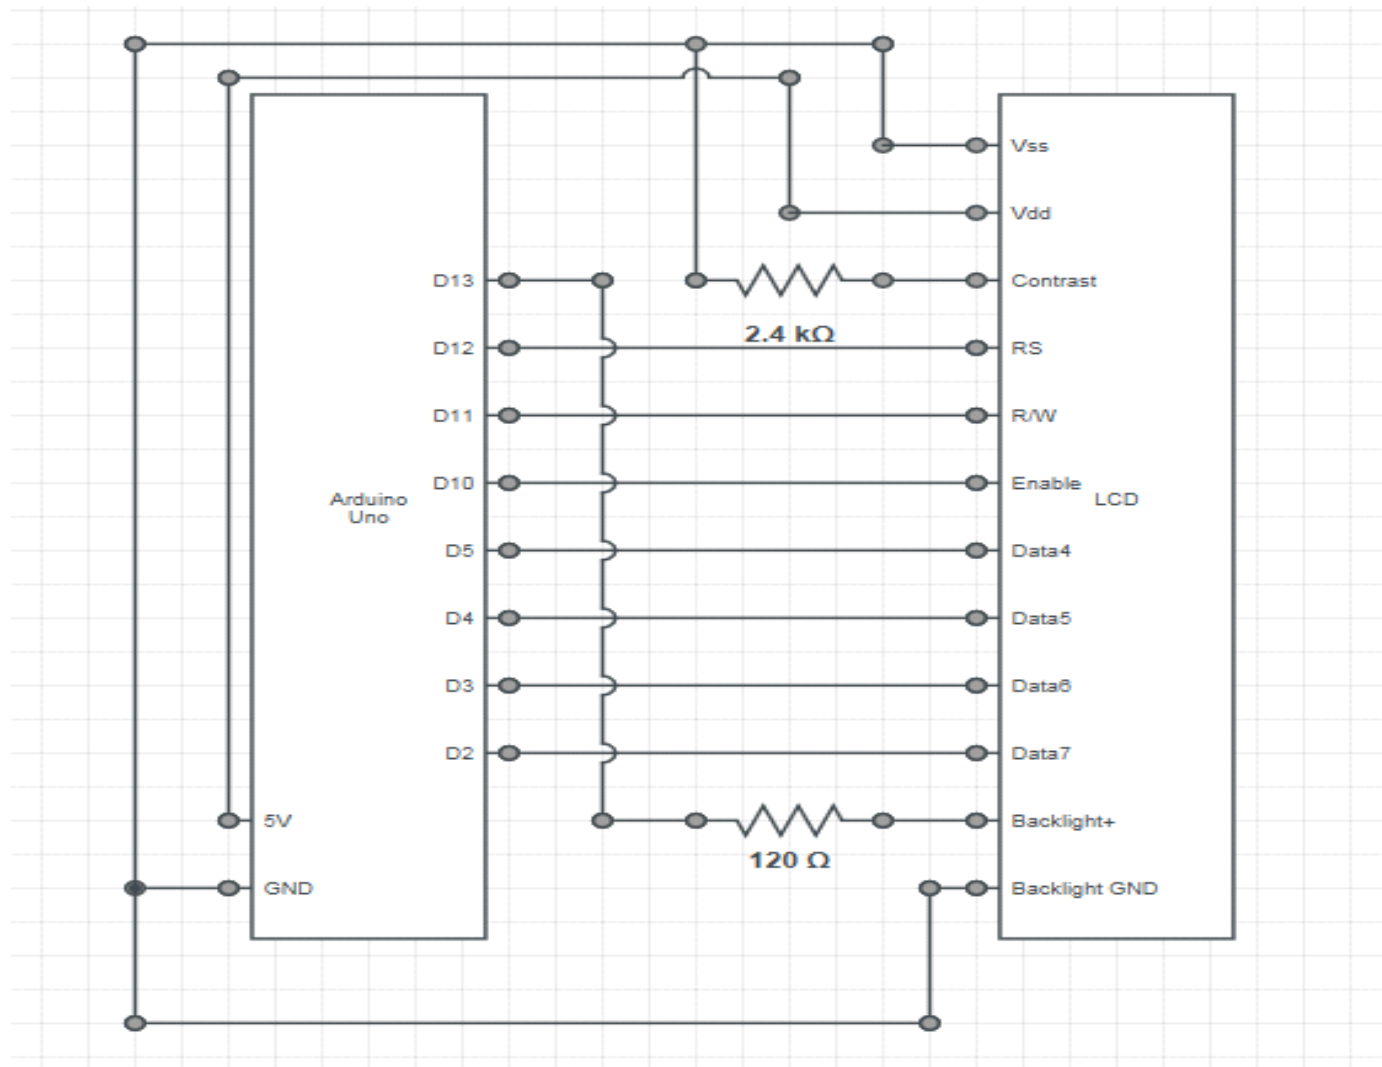 Vss
Vdd
D13
Contrast
2.4 kΩ
D12
RS
D11
R/W
D10
Enable
Arduino
Uno
LCD
D5
Data4
D4
Data5
D3
Data6
D2
Data7
5V
Backlight+
120 Ω
GND
Backlight GND